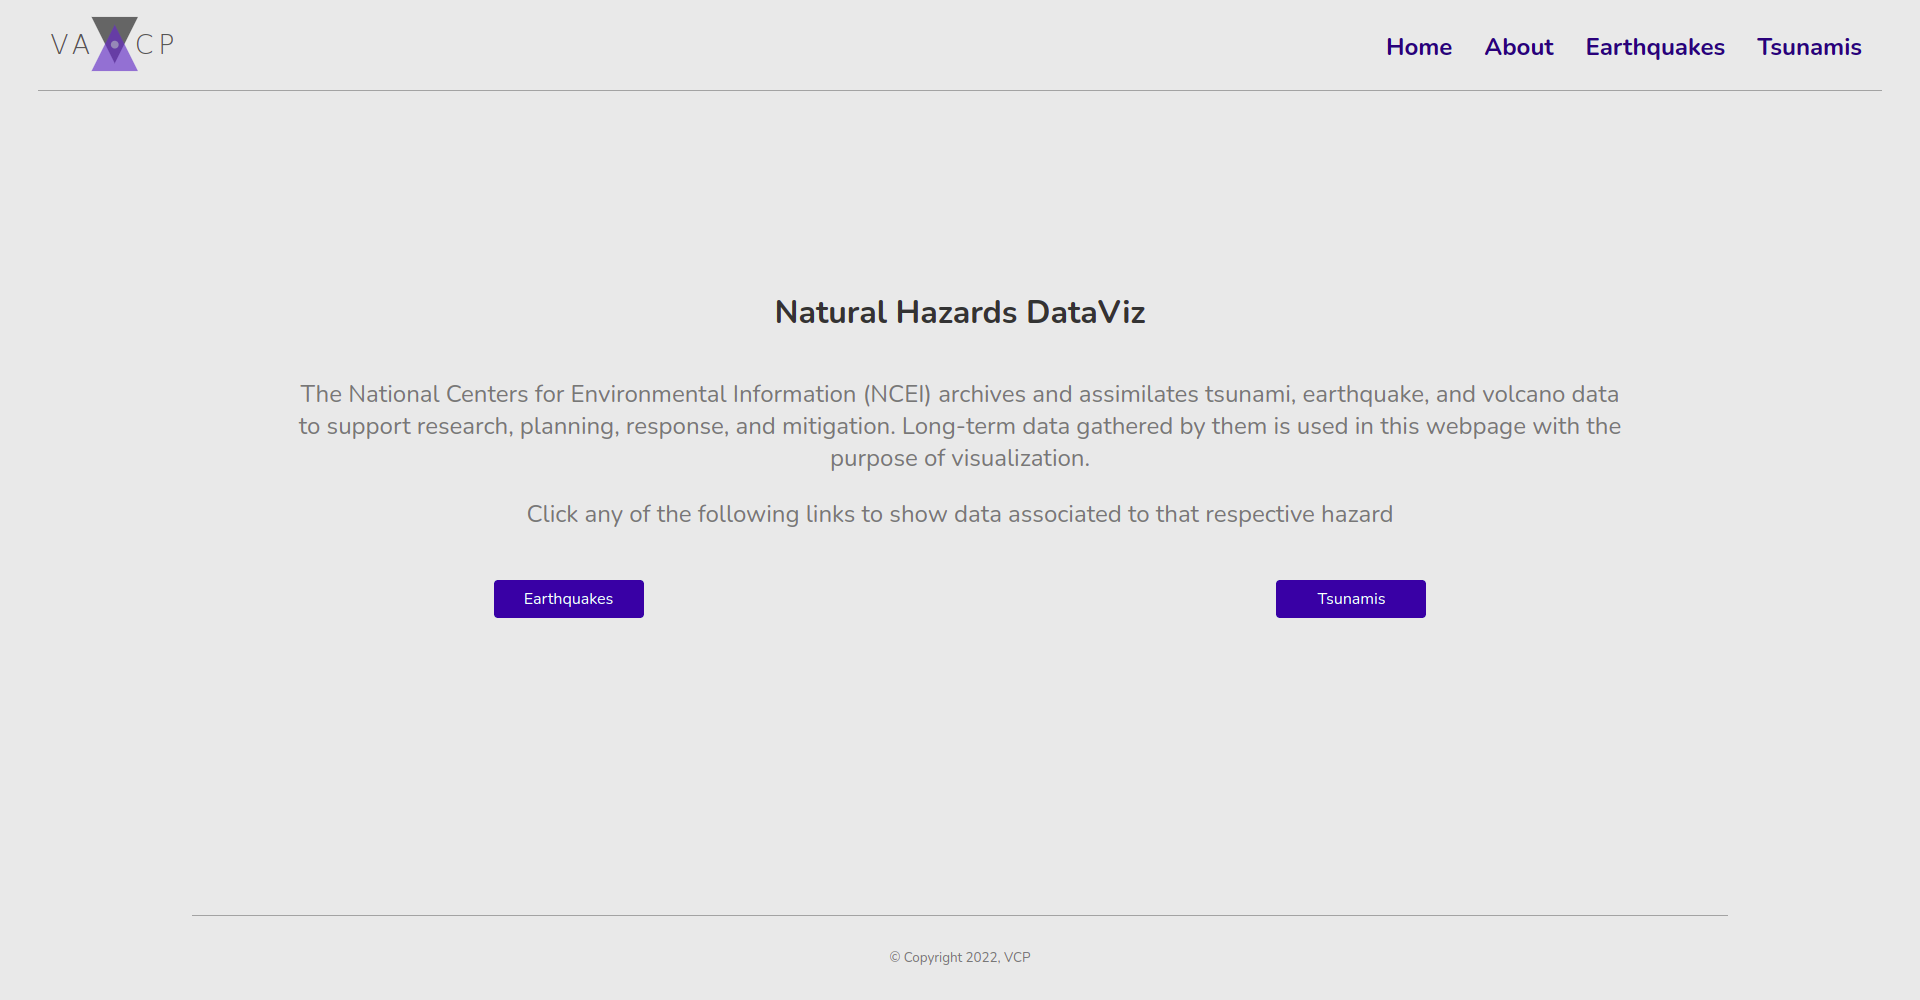 VA CP
Home About Earthquakes Tsunamis
Natural Hazards DataViz
The National Centers for Environmental Information (NCEI) archives and assimilates tsunami, earthquake, and volcano data
to support research, planning, response, and mitigation. Long-term data gathered by them is used in this webpage with the
purpose of visualization.
Click any of the following links to show data associated to that respective hazard
Earthquakes Tsunamis
© Copyright 2022, VCP